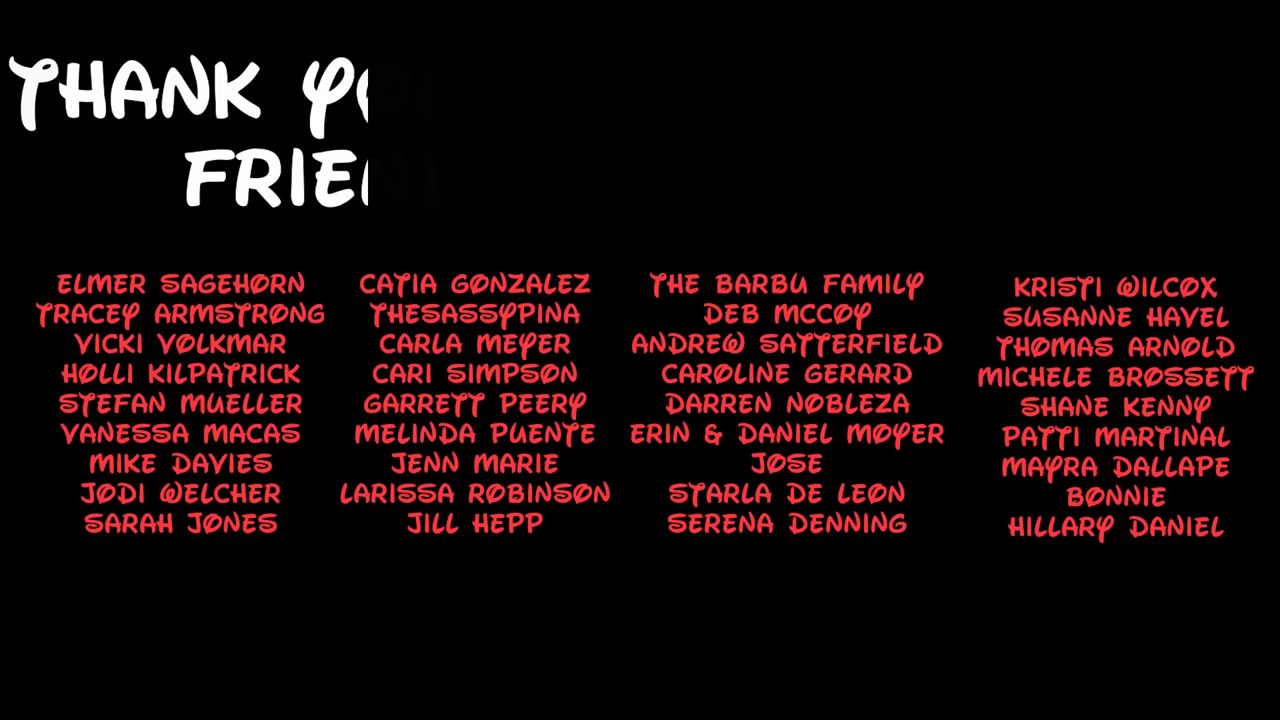 THANK YO
FRIE
ELMER SAGEHORN
TRACEY ARMSTRONG
VICKI VOLKMAR
HOLLI KILPATRICK
STEFAN MUELLER
VANESSA MACAS
MIKE DAVIES
JODI WELCHER
SARAH JONES
CATIA GONZALEZ
THESASSYPINA
CARLA MEYER
CARI SIMPSON
GARRETT PEERY
MELINDA PUENTE
JENN MARIE
LARISSA ROBINSON
JILL HEPP
THE BARBU FAMILY
DEB MCCOY
ANDREW SATTERFIELD
CAROLINE GERARD
DARREN NOBLEZA
ERIN & DANIEL MOYER
JOSE
STARLA DE LEON
SERENA DENNING
KRISTI WILCOX
SUSANNE HAVEL
THOMAS ARNOLD
MICHELE BROSSETT
SHANE KENNY
PATTI MARTINAL
MAYRA DALLAPE
BONNIE
HILLARY DANIEL